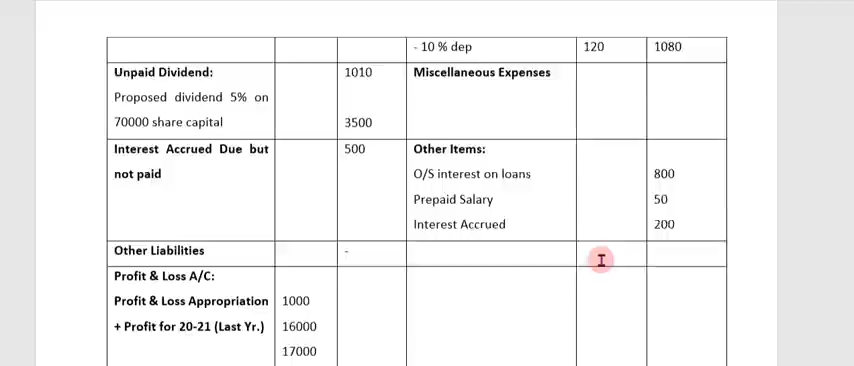 - 10 % dep 120 1080
Unpaid Dividend: 1010 Miscellaneous Expenses
Proposed dividend 5% on
70000 share capital 3500
Interest Accrued Due but 500 Other Items:
not paid O/S interest on loans 800
Prepaid Salary 50
Interest Accrued 200
Other Liabilities -
Profit & Loss A/C:
Profit & Loss Appropriation 1000
+ Profit for 20-21 (Last Yr.) 16000
17000